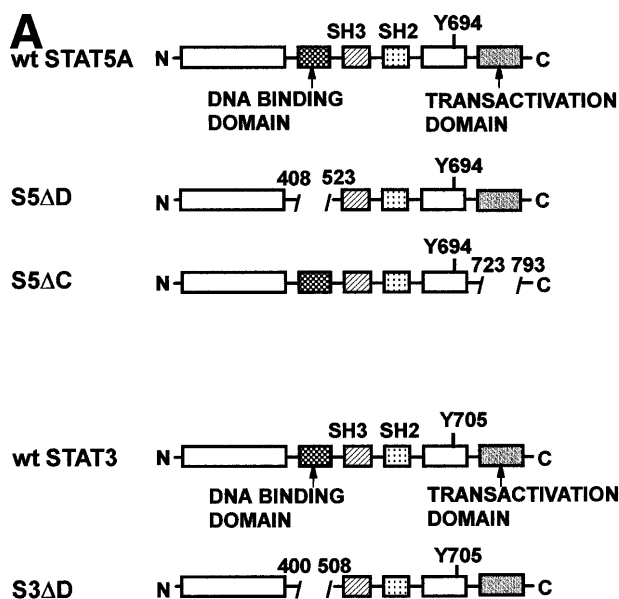 A
SH3 SH2 Y694
wt STAT5A N C
DNA BINDING
DOMAIN
TRANSACTIVATION
DOMAIN
408 523 Y694
S5ΔD N C
Y694
723 793
S5ΔC N C
SH3 SH2 Y705
wt STAT3 N C
DNA BINDING
DOMAIN
TRANSACTIVATION
DOMAIN
400 508 Y705
S3ΔD N C